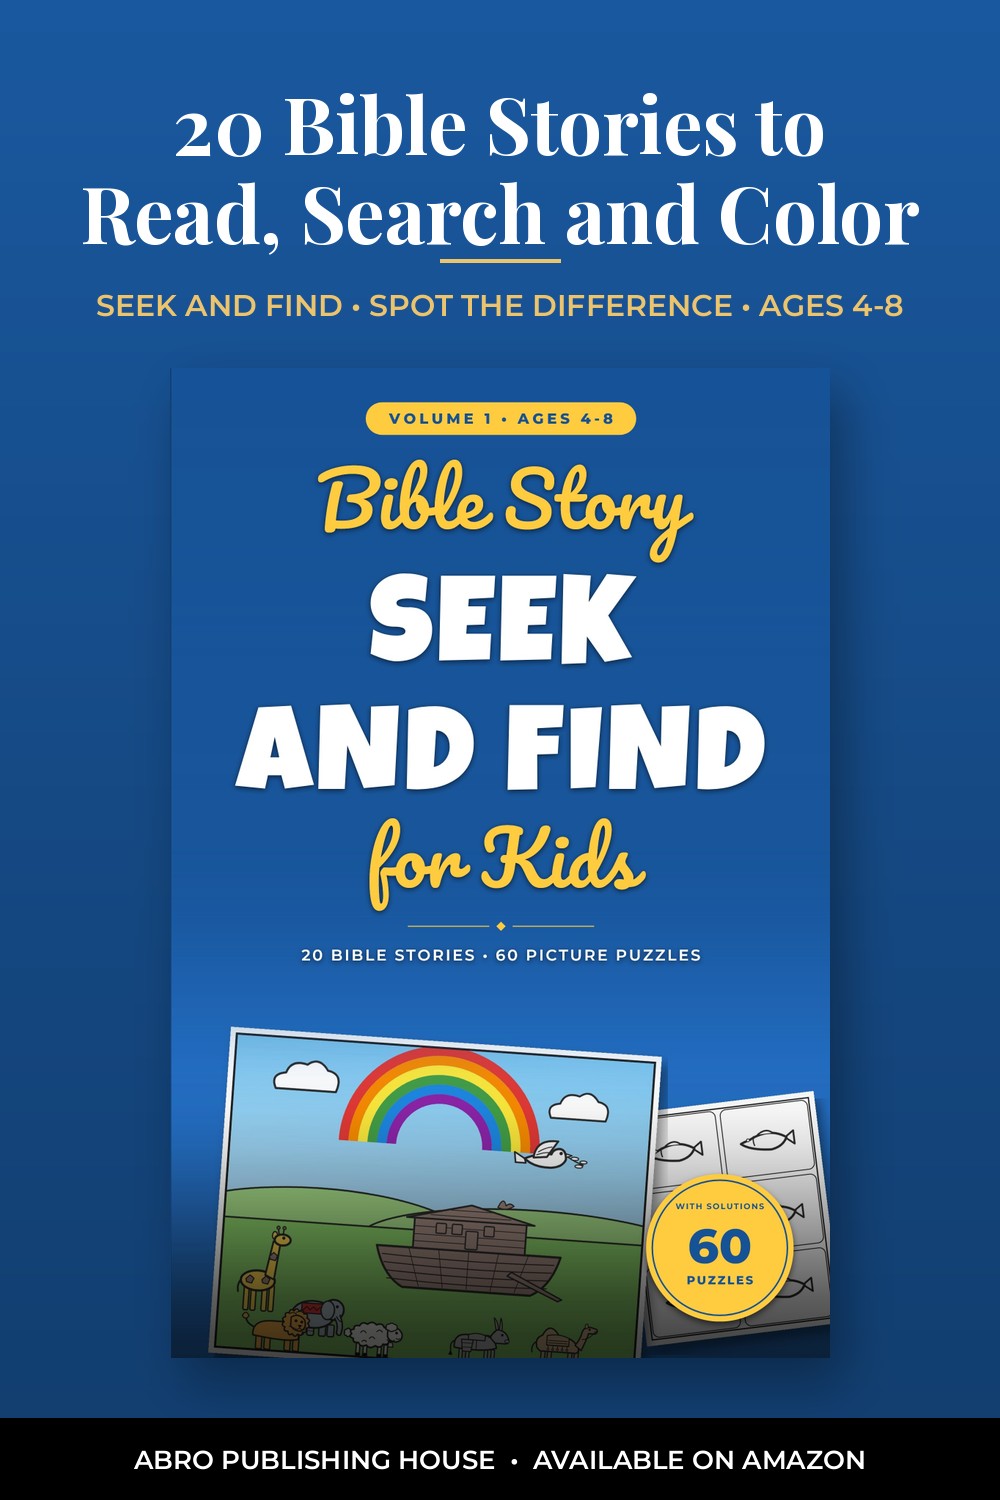 20 Bible Stories to
Read, Search and Color
SEEK AND FIND • SPOT THE DIFFERENCE • AGES 4-8
VOLUME 1 • AGES 4-8
Bible Story
SEEK
AND FIND
for Kids
20 BIBLE STORIES • 60 PICTURE PUZZLES
WITH SOLUTIONS
60
PUZZLES
ABRO PUBLISHING HOUSE • AVAILABLE ON AMAZON